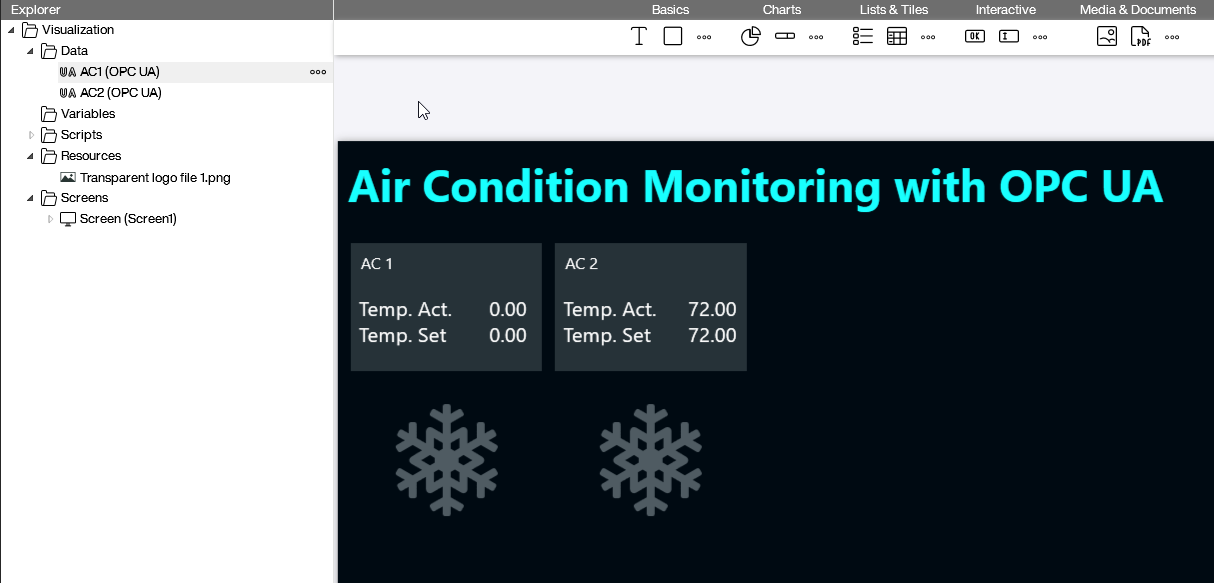 Explorer
Basics Charts Lists & Tiles Interactive Media & Documents
Visualization
Data
UA AC1 (OPC UA)
UA AC2 (OPC UA)
Variables
Scripts
Resources
Transparent logo file 1.png
Screens
Screen (Screen1)
T OK I PDF
Air Condition Monitoring with OPC UA
AC 1
Temp. Act. 0.00
Temp. Set 0.00
AC 2
Temp. Act. 72.00
Temp. Set 72.00